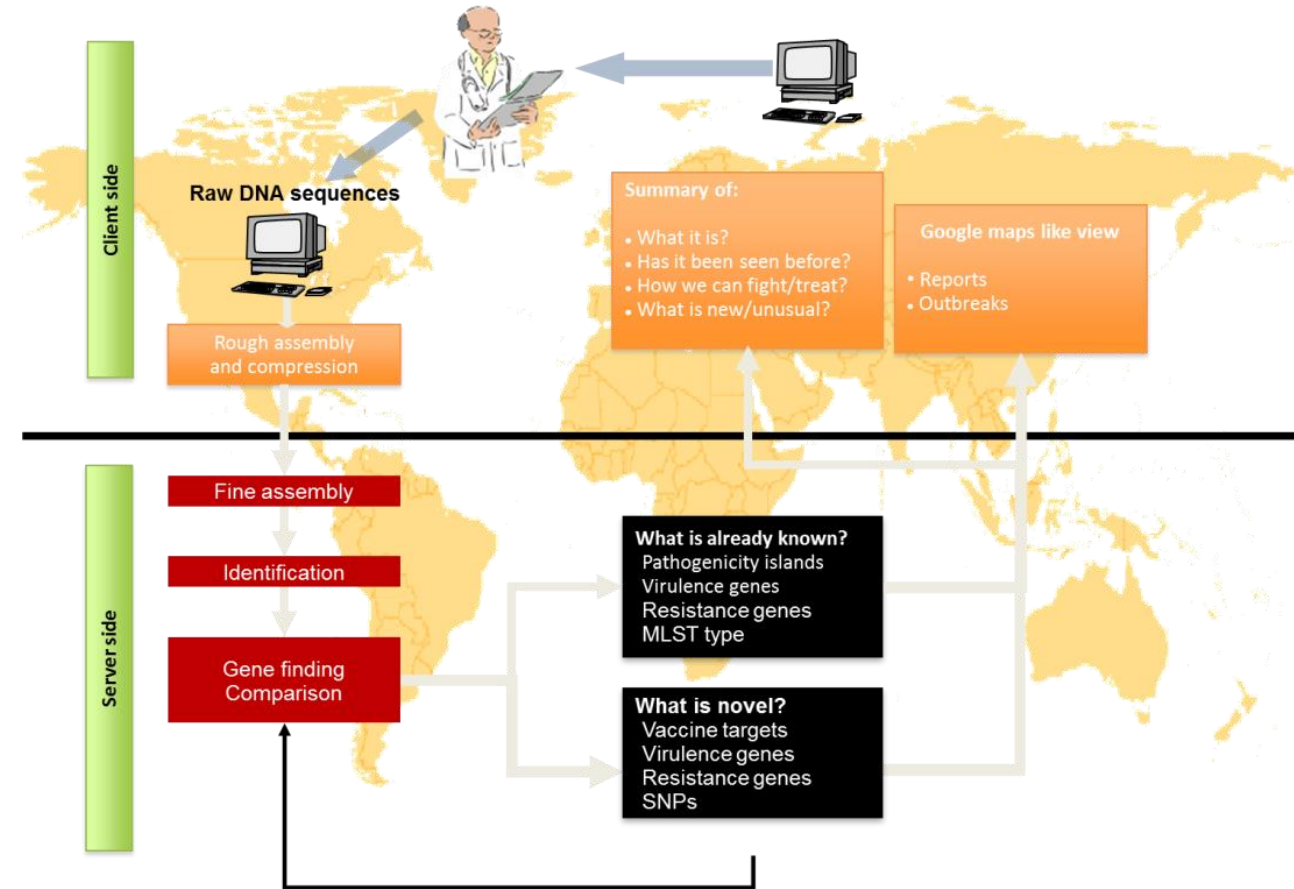 Client side
Raw DNA sequences
Rough assembly
and compression
Summary of:
• What it is?
• Has it been seen before?
• How we can fight/treat?
• What is new/unusual?
Google maps like view
• Reports
• Outbreaks
Server side
Fine assembly
Identification
Gene finding
Comparison
What is already known?
Pathogenicity islands
Virulence genes
Resistance genes
MLST type
What is novel?
Vaccine targets
Virulence genes
Resistance genes
SNPs